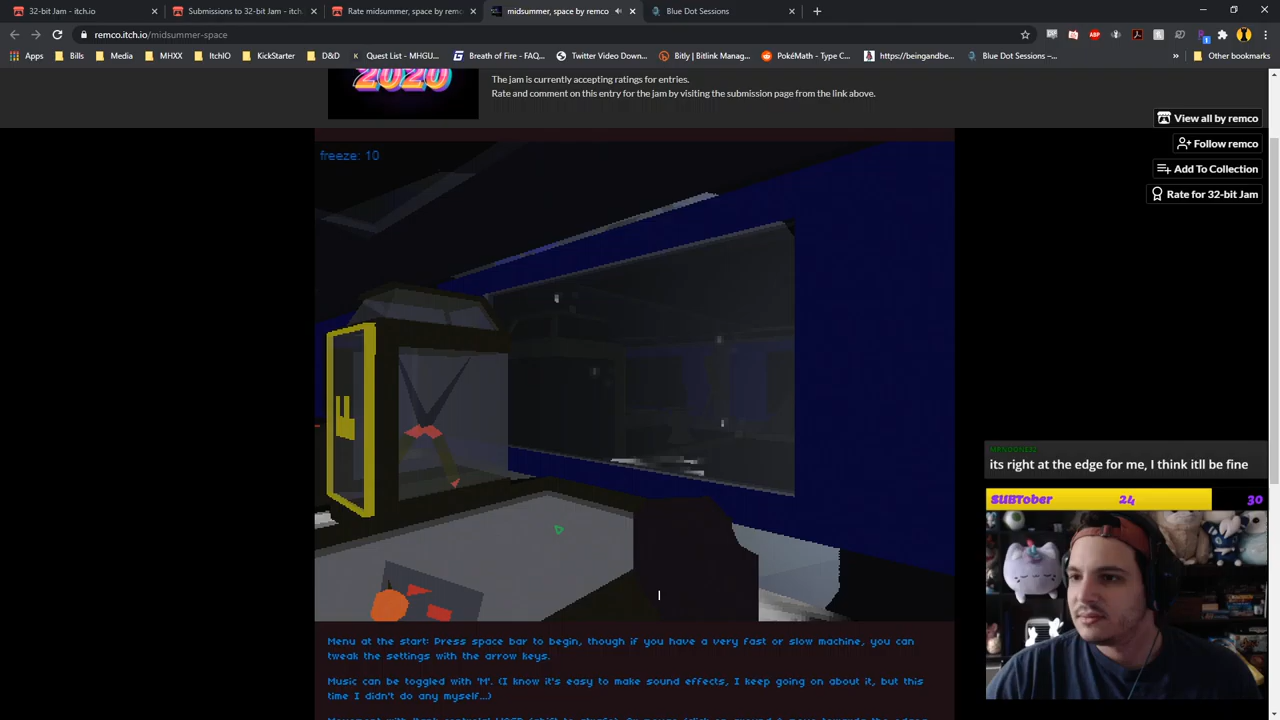 32-bit Jam - itch.io
Submissions to 32-bit Jam - itch.
Rate midsummer, space by remco
midsummer, space by remco
Blue Dot Sessions
remco.itch.io/midsummer-space
Apps
Bills
Media
MHXX
ItchIO
KickStarter
D&D
Quest List — MHGU...
Breath of Fire — FAQ...
Twitter Video Down...
Bitly | Bitlink Manag...
PokéMath - Type C...
https://beingandbe...
Blue Dot Sessions –...
»
Other bookmarks
2020
The jam is currently accepting ratings for entries.
Rate and comment on this entry for the jam by visiting the submission page from the link above.
View all by remco
Follow remco
Add To Collection
Rate for 32-bit Jam
freeze: 10
its right at the edge for me, I think itll be fine
SUBTober 24 30
Menu at the start: Press space bar to begin, though if you have a very fast or slow machine, you can
tweak the settings with the arrow keys.
Music can be toggled with 'M'. (I know it's easy to make sound effects, I keep going on about it, but this
time I didn't do any myself...)